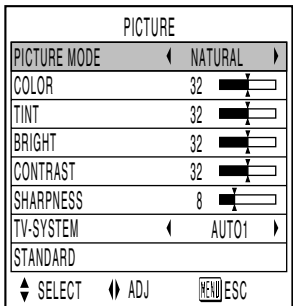 PICTURE
PICTURE MODE NATURAL
COLOR 32
TINT 32
BRIGHT 32
CONTRAST 32
SHARPNESS 8
TV-SYSTEM AUTO1
STANDARD
SELECT ADJ MENU ESC